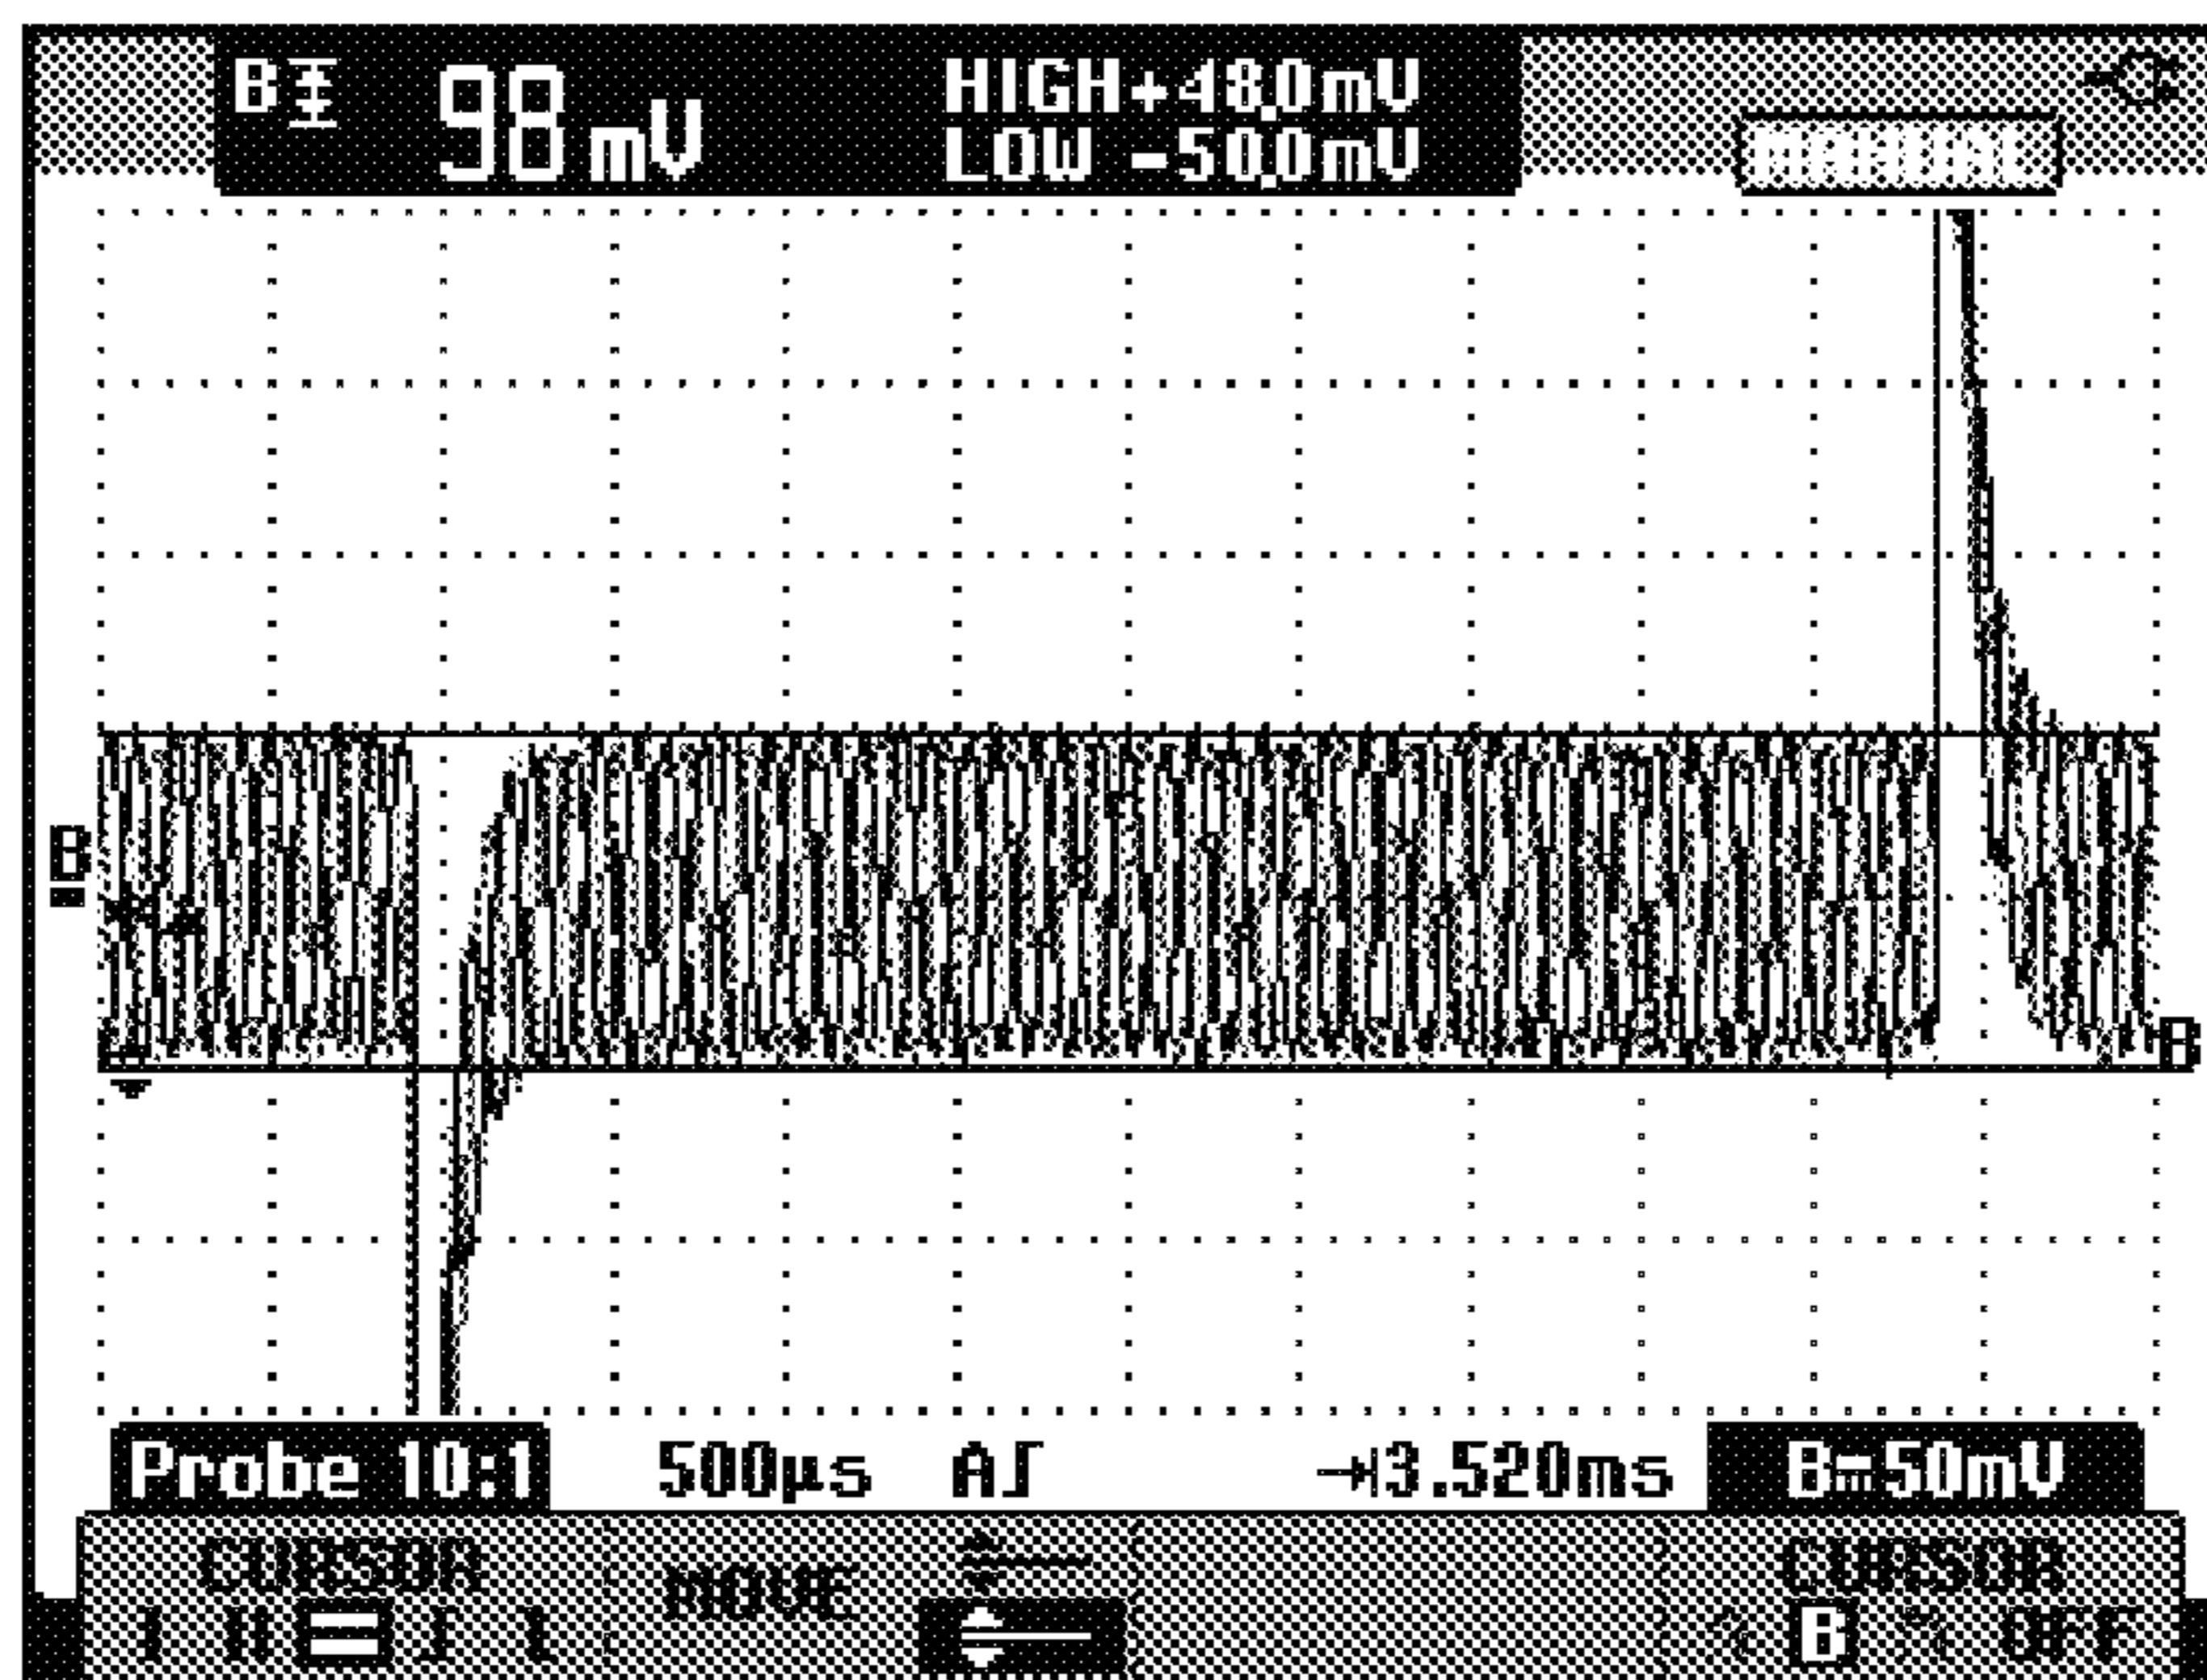 B 98 mV HIGH +48.0mV
LOW -50.0mV
MANUAL
B
B
Probe 10:1 500µs A 3.520ms B=50mV
CURSOR MOVE CURSOR
B OFF